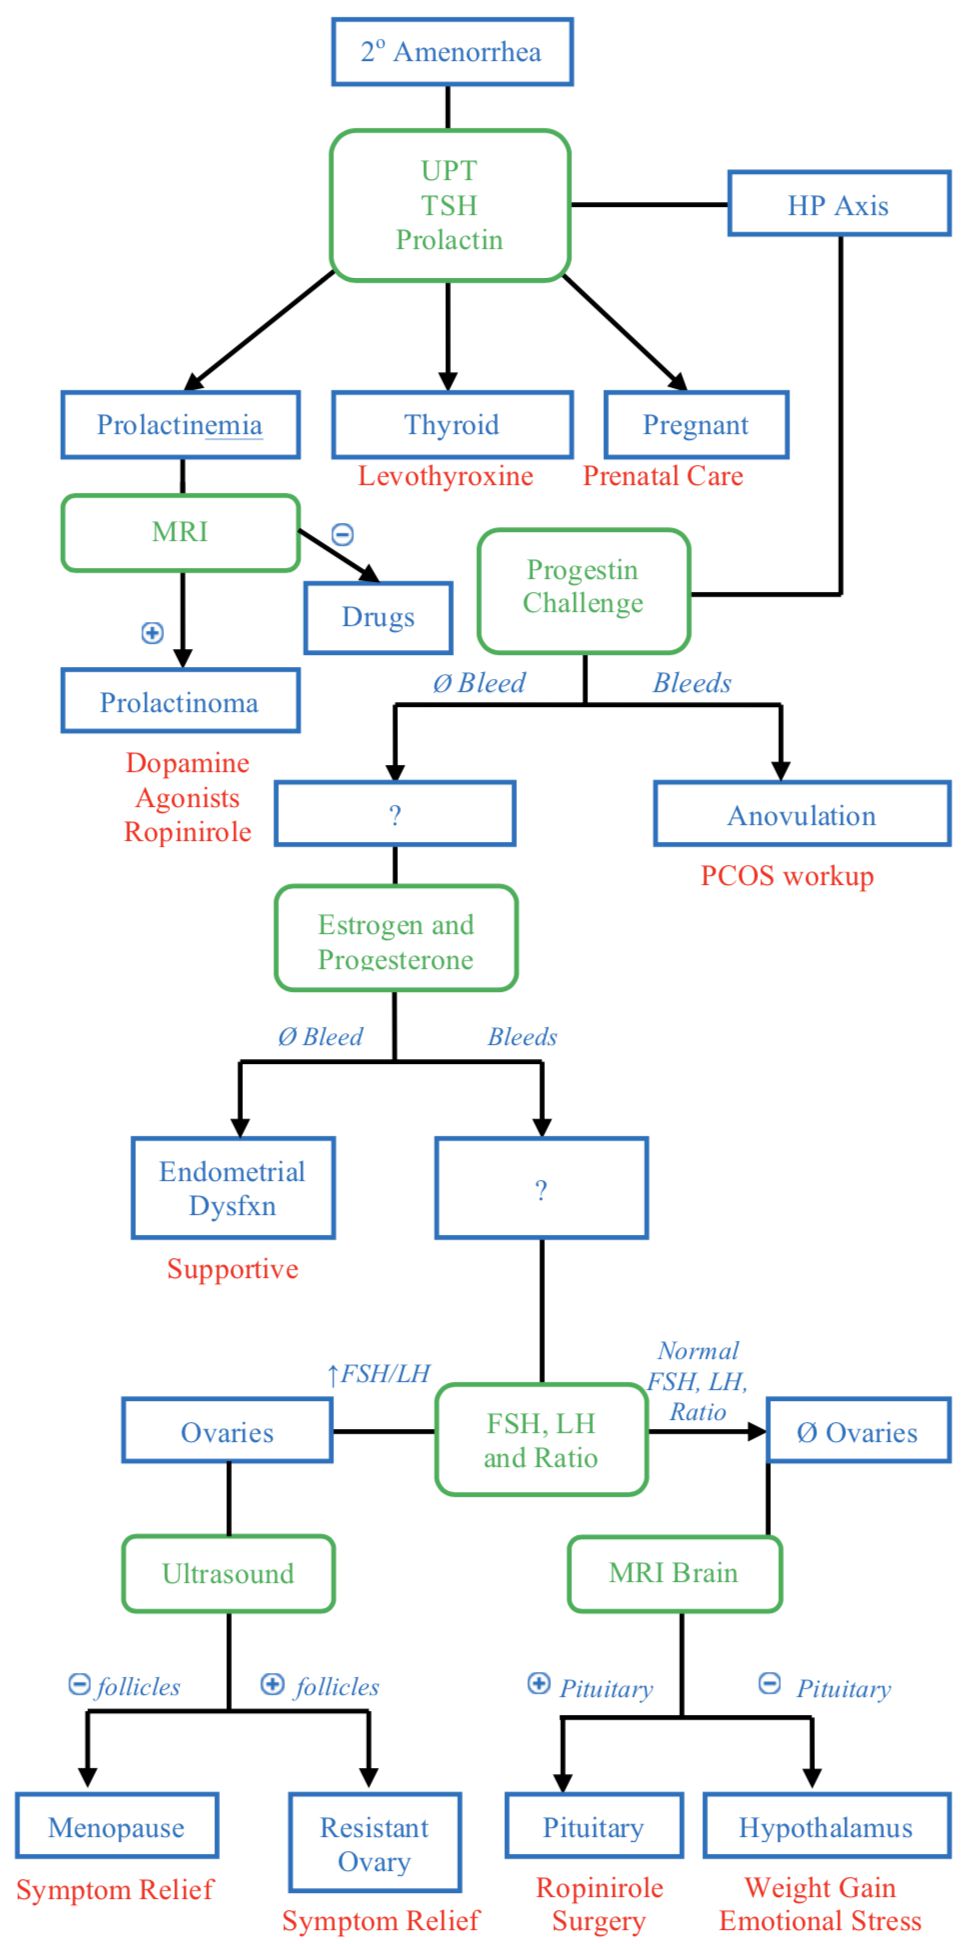 2º Amenorrhea
UPT
TSH
Prolactin
HP Axis
Prolactinemia
Thyroid
Pregnant
Levothyroxine
Prenatal Care
MRI
Drugs
Progestin
Challenge
Prolactinoma
Dopamine
Agonists
Ropinirole
Ø Bleed
Bleeds
?
Anovulation
PCOS workup
Estrogen and
Progesterone
Ø Bleed
Bleeds
Endometrial
Dysfxn
?
Supportive
↑FSH/LH
Normal
FSH, LH,
Ratio
Ovaries
FSH, LH
and Ratio
Ø Ovaries
Ultrasound
MRI Brain
⊖ follicles
⊕ follicles
⊕ Pituitary
⊖ Pituitary
Menopause
Resistant
Ovary
Pituitary
Hypothalamus
Symptom Relief
Symptom Relief
Ropinirole
Surgery
Weight Gain
Emotional Stress